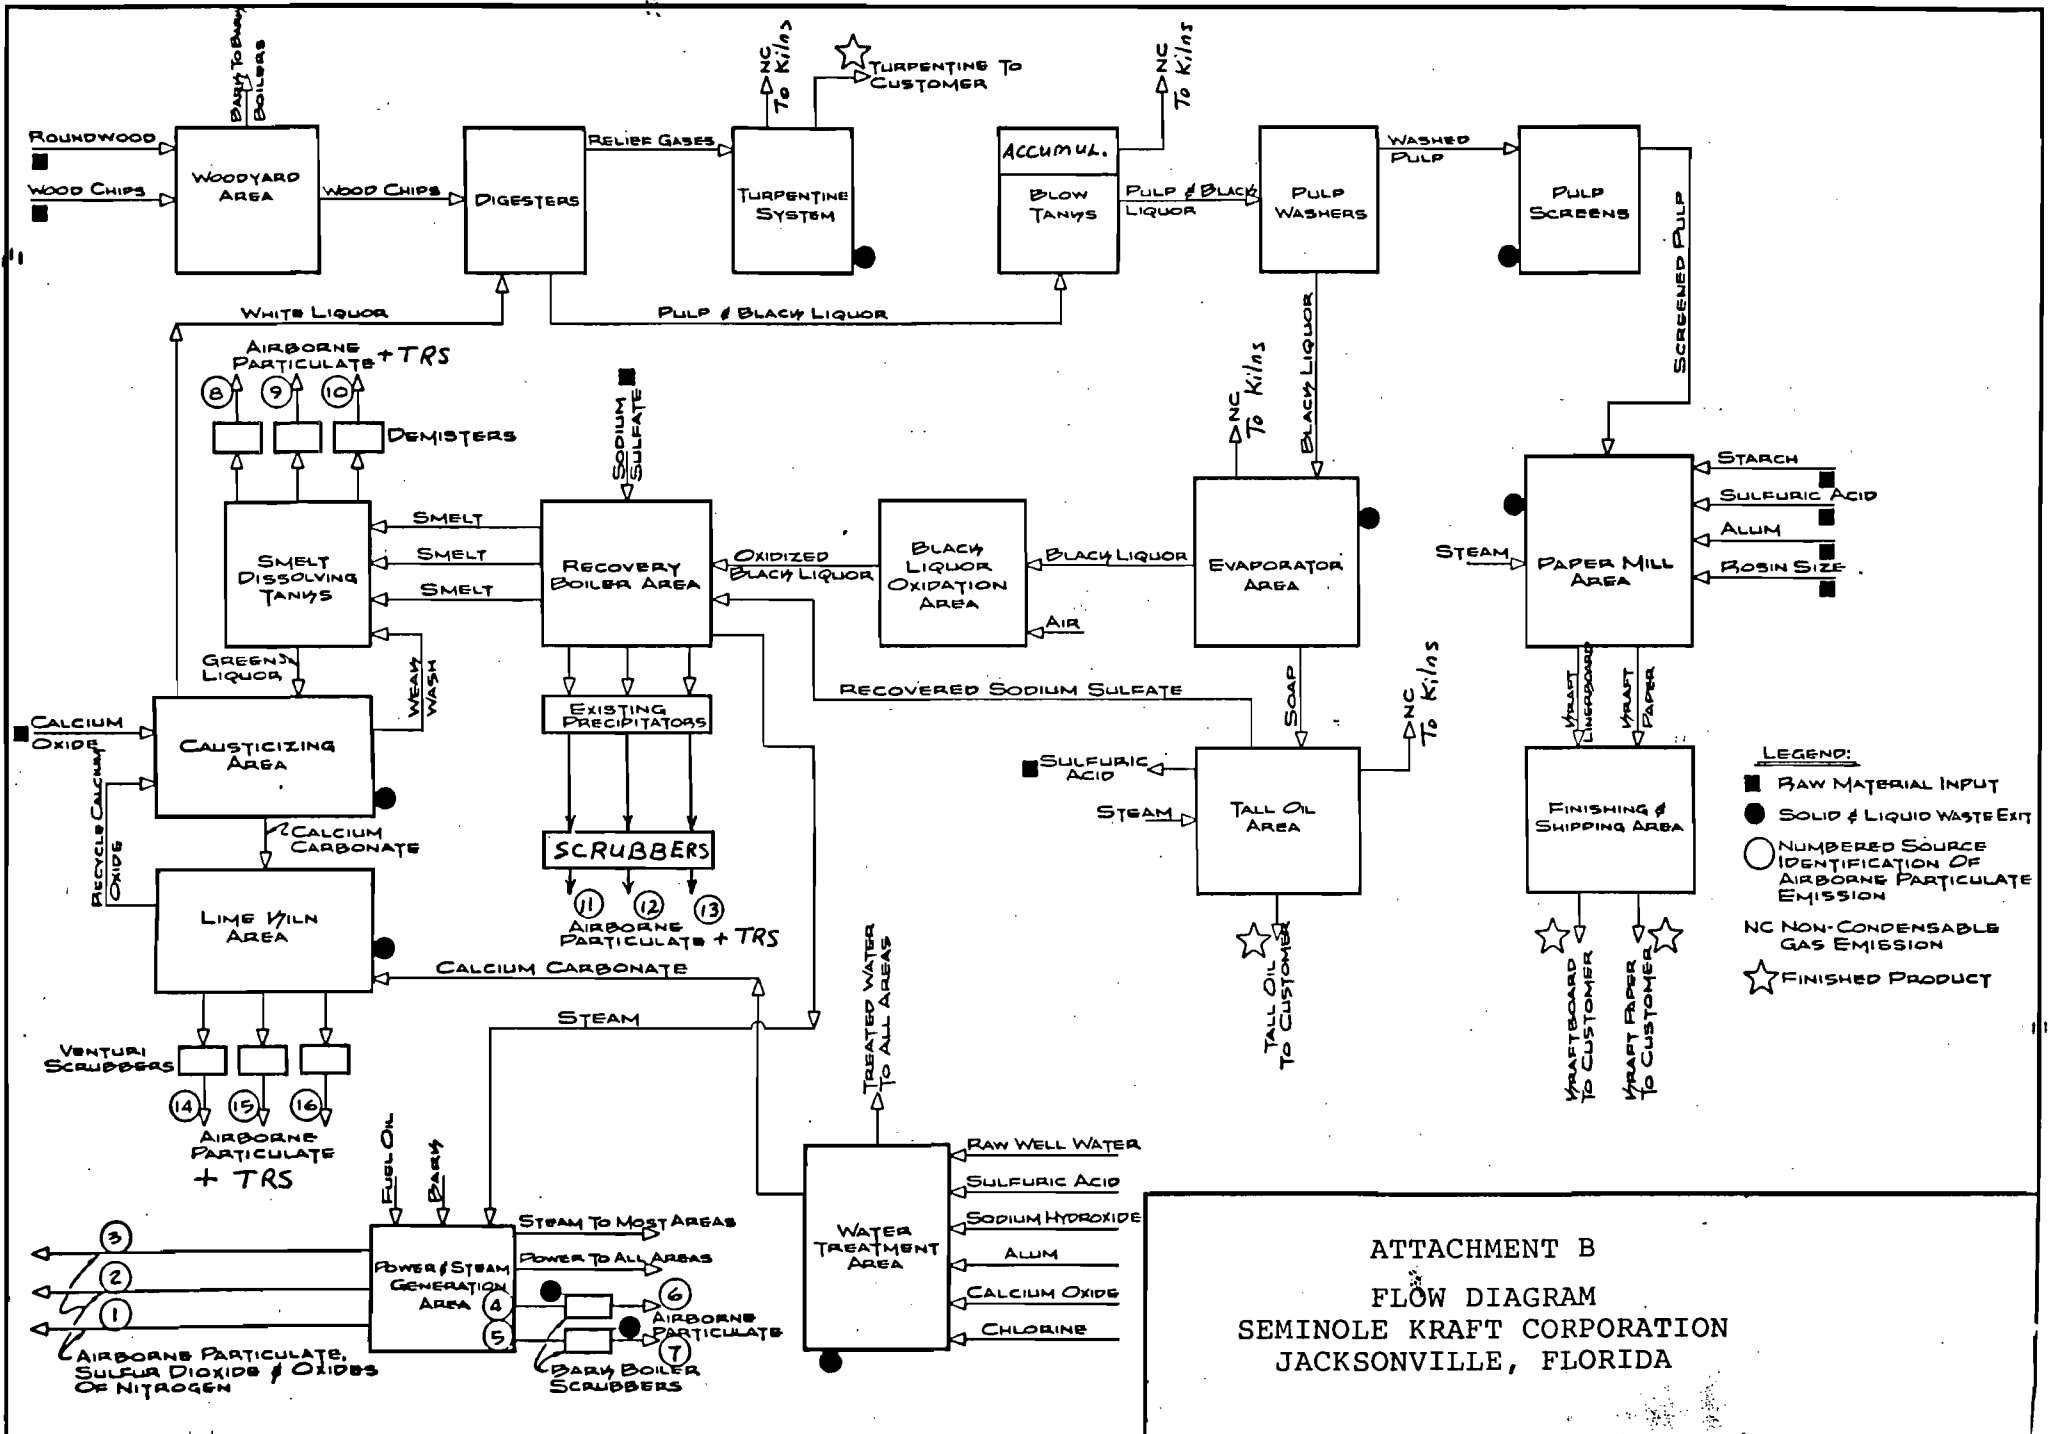 BARK TO BARK
BOILERS
NC
To Kilns
TURPENTINE TO
CUSTOMER
NC
To Kilns
ROUNDWOOD
WOOD CHIPS
WOODYARD
AREA
WOOD CHIPS
DIGESTERS
RELIEF GASES
TURPENTINE
SYSTEM
ACCUMUL.
BLOW
TANKS
PULP & BLACK
LIQUOR
PULP
WASHERS
WASHED
PULP
PULP
SCREENS
SCREENED PULP
WHITE LIQUOR
PULP & BLACK LIQUOR
BLACK LIQUOR
AIRBORNE
PARTICULATE + TRS
8
9
10
DEMISTERS
SODIUM
SULFATE
NC
To Kilns
SMELT
DISSOLVING
TANKS
SMELT
SMELT
SMELT
RECOVERY
BOILER AREA
OXIDIZED
BLACK LIQUOR
BLACK
LIQUOR
OXIDATION
AREA
BLACK LIQUOR
AIR
EVAPORATOR
AREA
STEAM
PAPER MILL
AREA
STARCH
SULFURIC ACID
ALUM
ROSIN SIZE
GREEN
LIQUOR
WEAK
WASH
EXISTING
PRECIPITATORS
RECOVERED SODIUM SULFATE
SOAP
NC
To Kilns
KRAFT
LINERBOARD
KRAFT
PAPER
CALCIUM
OXIDE
CAUSTICIZING
AREA
RECYCLE CALCIUM
OXIDE
CALCIUM
CARBONATE
SCRUBBERS
11
12
13
AIRBORNE
PARTICULATE + TRS
SULFURIC
ACID
STEAM
TALL OIL
AREA
FINISHING &
SHIPPING AREA
LEGEND:
RAW MATERIAL INPUT
SOLID & LIQUID WASTE EXIT
NUMBERED SOURCE
IDENTIFICATION OF
AIRBORNE PARTICULATE
EMISSION
NC NON-CONDENSABLE
GAS EMISSION
FINISHED PRODUCT
LIME KILN
AREA
CALCIUM CARBONATE
STEAM
TREATED WATER
TO ALL AREAS
TALL OIL
TO CUSTOMER
KRAFTBOARD
TO CUSTOMER
KRAFT PAPER
TO CUSTOMER
VENTURI
SCRUBBERS
14
15
16
AIRBORNE
PARTICULATE
+ TRS
FUEL OIL
BARK
3
2
1
AIRBORNE PARTICULATE,
SULFUR DIOXIDE & OXIDES
OF NITROGEN
POWER & STEAM
GENERATION
AREA
4
5
STEAM TO MOST AREAS
POWER TO ALL AREAS
6
AIRBORNE
PARTICULATE
7
BARK BOILER
SCRUBBERS
WATER
TREATMENT
AREA
RAW WELL WATER
SULFURIC ACID
SODIUM HYDROXIDE
ALUM
CALCIUM OXIDE
CHLORINE
ATTACHMENT B
FLOW DIAGRAM
SEMINOLE KRAFT CORPORATION
JACKSONVILLE, FLORIDA